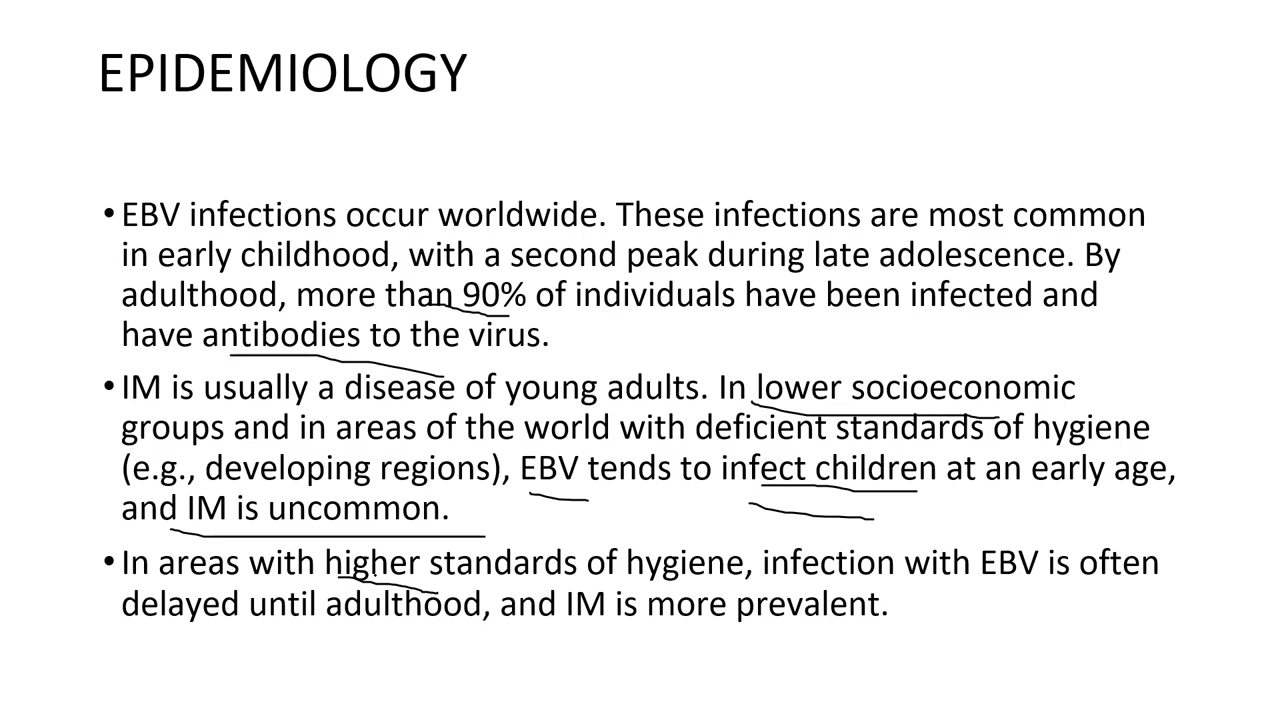 EPIDEMIOLOGY
• EBV infections occur worldwide. These infections are most common
in early childhood, with a second peak during late adolescence. By
adulthood, more than 90% of individuals have been infected and
have antibodies to the virus.
• IM is usually a disease of young adults. In lower socioeconomic
groups and in areas of the world with deficient standards of hygiene
(e.g., developing regions), EBV tends to infect children at an early age,
and IM is uncommon.
• In areas with higher standards of hygiene, infection with EBV is often
delayed until adulthood, and IM is more prevalent.